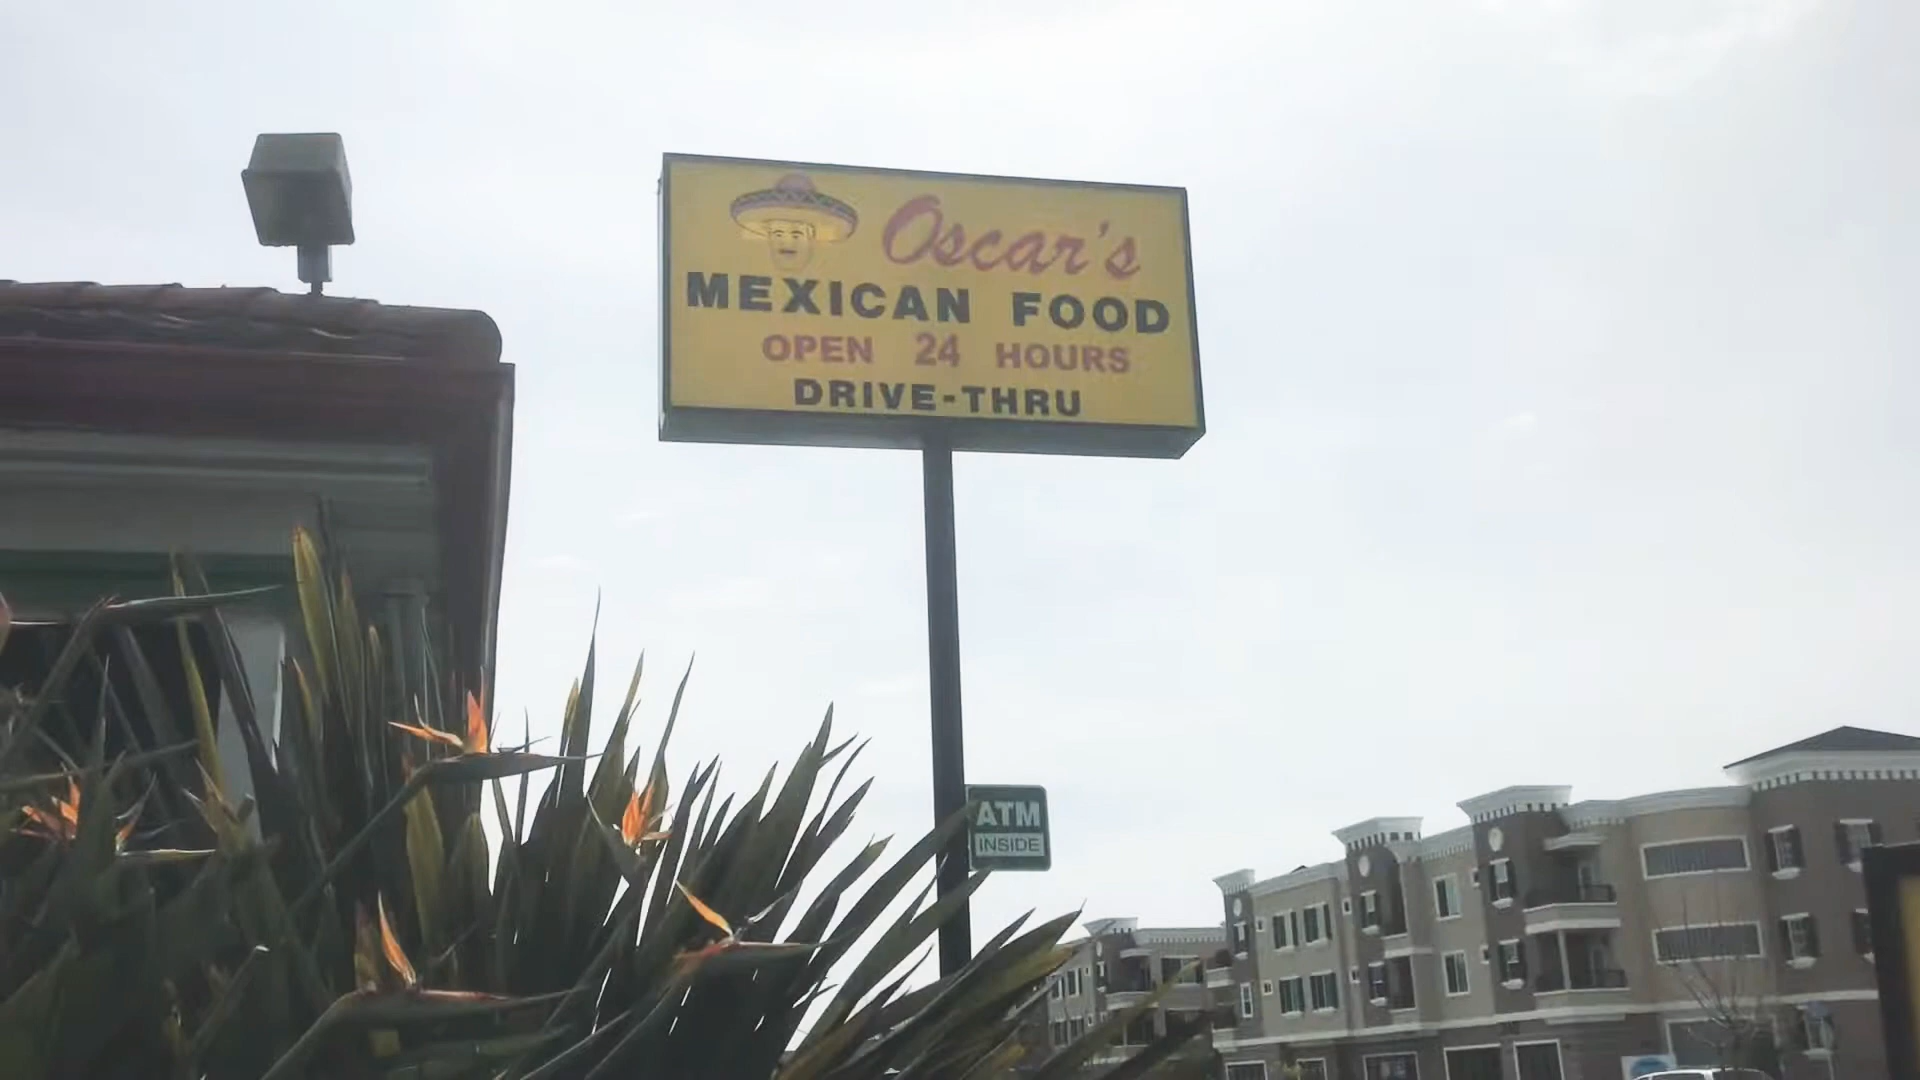 Oscar's
MEXICAN FOOD
OPEN 24 HOURS
DRIVE-THRU
ATM
INSIDE